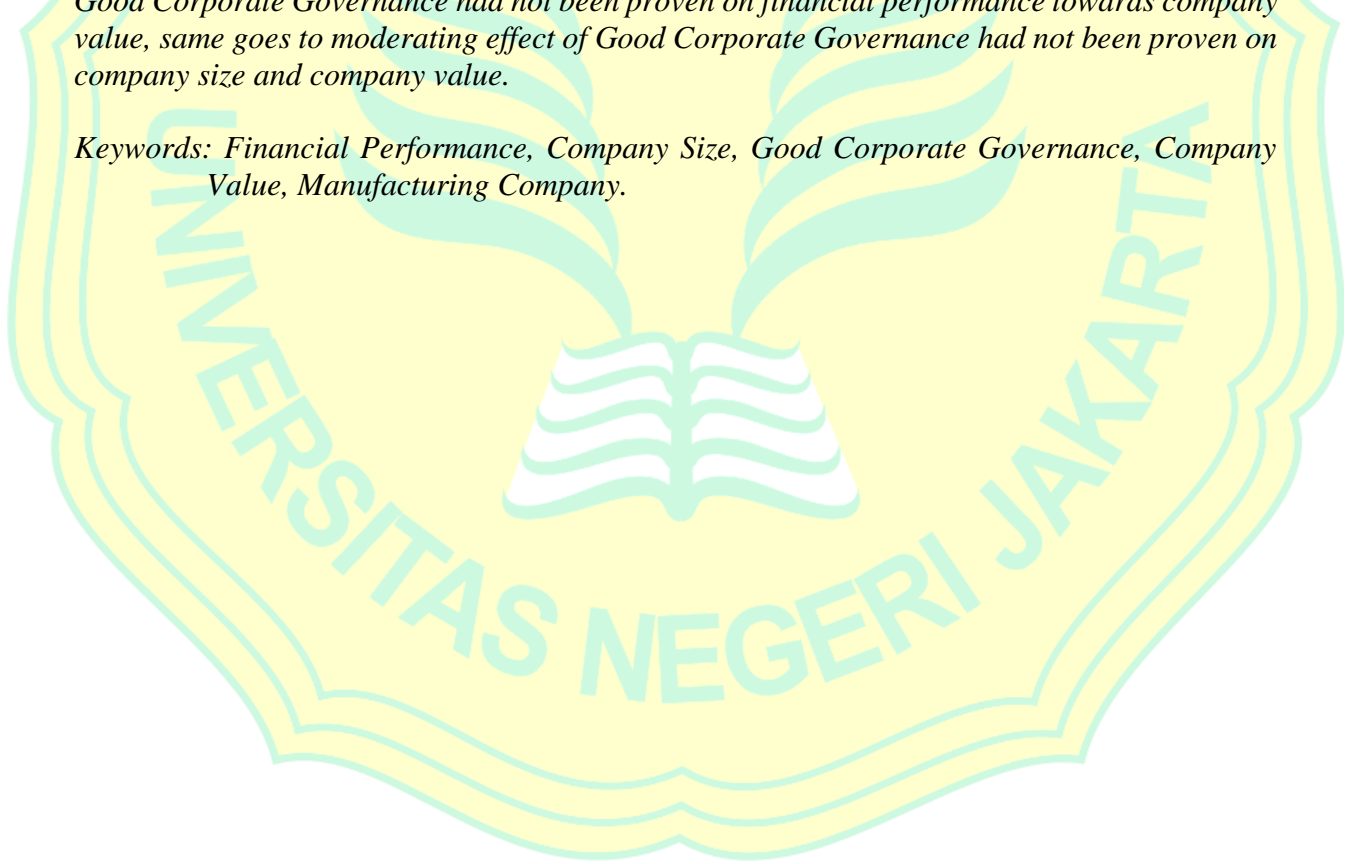 Good Corporate Governance had not been proven on financial performance towards company
value, same goes to moderating effect of Good Corporate Governance had not been proven on
company size and company value.
Keywords: Financial Performance, Company Size, Good Corporate Governance, Company
Value, Manufacturing Company.
UNIVERSITAS NEGERI JAKARTA